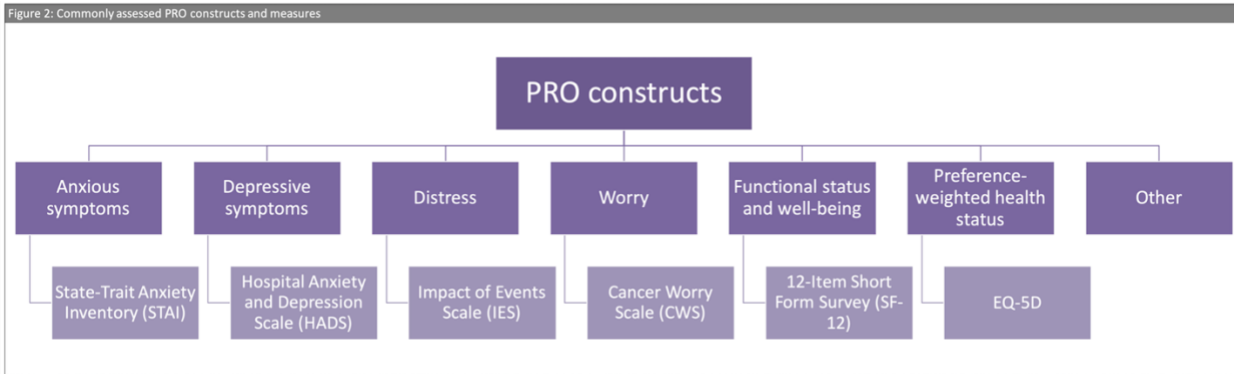 Figure 2: Commonly assessed PRO constructs and measures
PRO constructs
Anxious
symptoms
Depressive
symptoms
Distress
Worry
Functional status
and well-being
Preference-
weighted health
status
Other
State-Trait Anxiety
Inventory (STAI)
Hospital Anxiety
and Depression
Scale (HADS)
Impact of Events
Scale (IES)
Cancer Worry
Scale (CWS)
12-Item Short
Form Survey (SF-
12)
EQ-5D